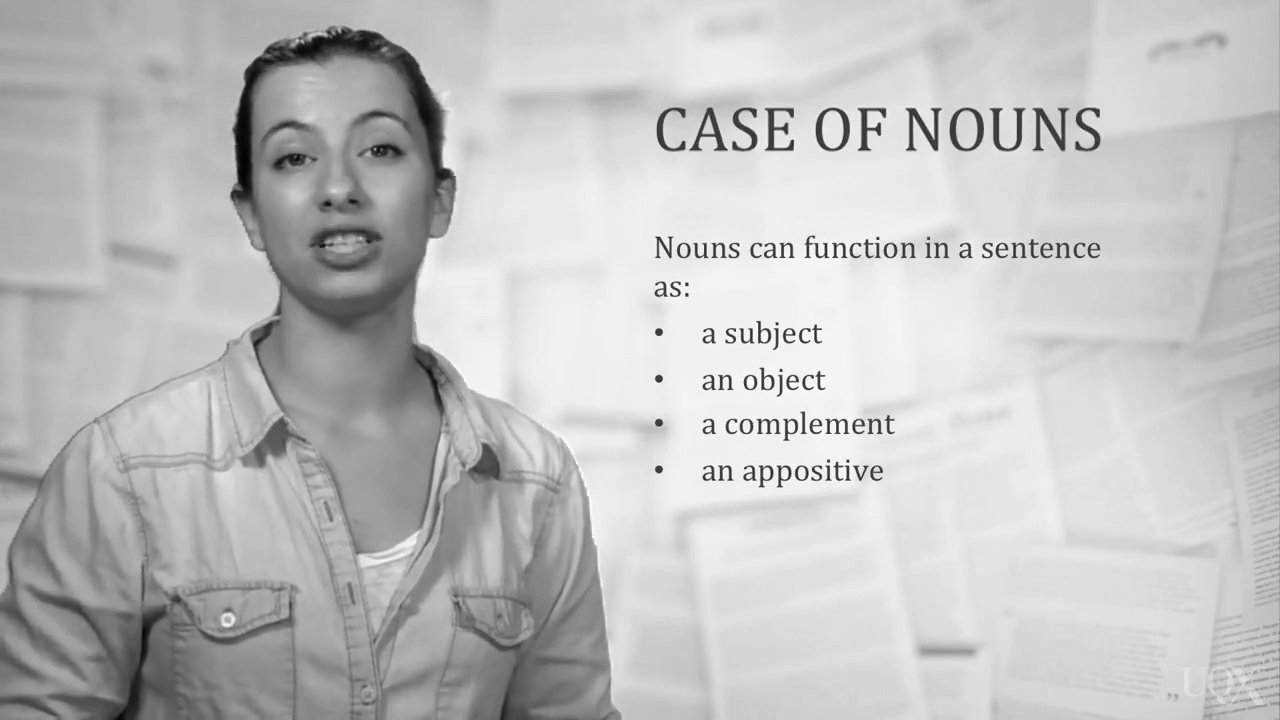 CASE OF NOUNS
Nouns can function in a sentence
as:
• a subject
• an object
• a complement
• an appositive
UQX